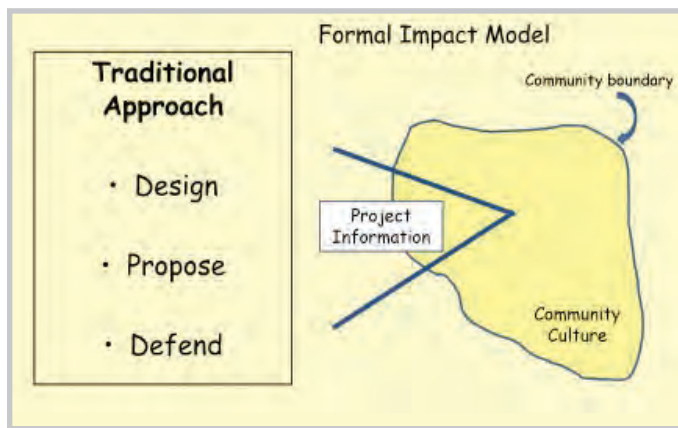 Formal Impact Model
Traditional
Approach
• Design
• Propose
• Defend
Community boundary
Project
Information
Community
Culture